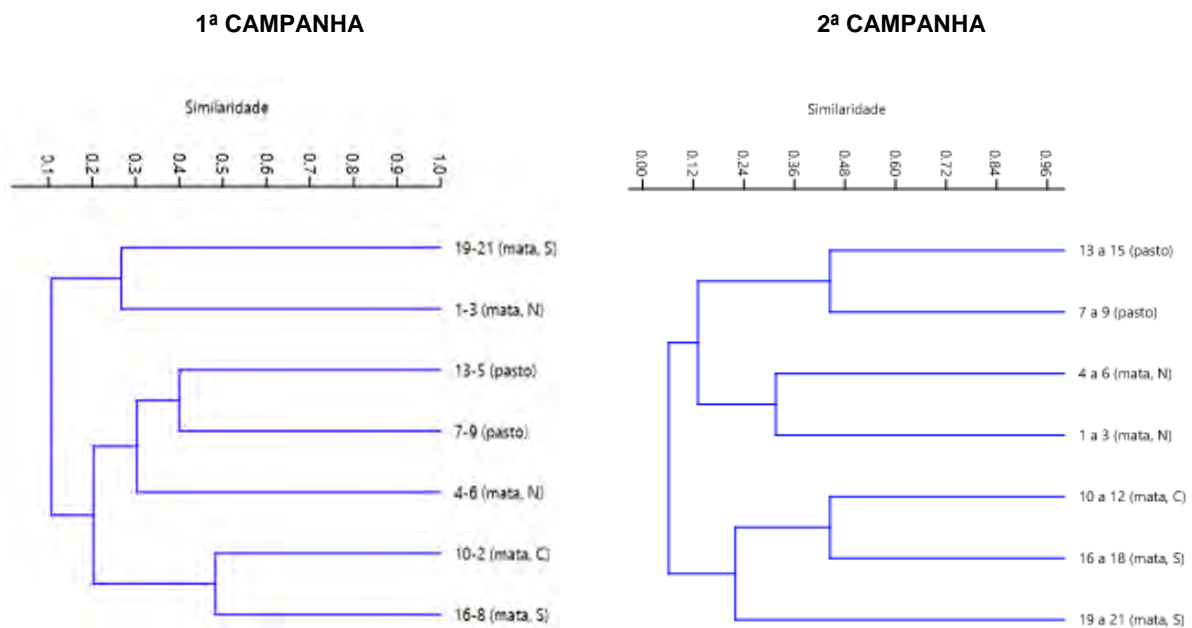 1ª CAMPANHA
Similaridade
0.1 0.2 0.3 0.4 0.5 0.6 0.7 0.8 0.9 1.0
19-21 (mata, S)
1-3 (mata, N)
13-5 (pasto)
7-9 (pasto)
4-6 (mata, N)
10-2 (mata, C)
16-8 (mata, S)
2ª CAMPANHA
Similaridade
0.00 0.12 0.24 0.36 0.48 0.60 0.72 0.84 0.96
13 a 15 (pasto)
7 a 9 (pasto)
4 a 6 (mata, N)
1 a 3 (mata, N)
10 a 12 (mata, C)
16 a 18 (mata, S)
19 a 21 (mata, S)